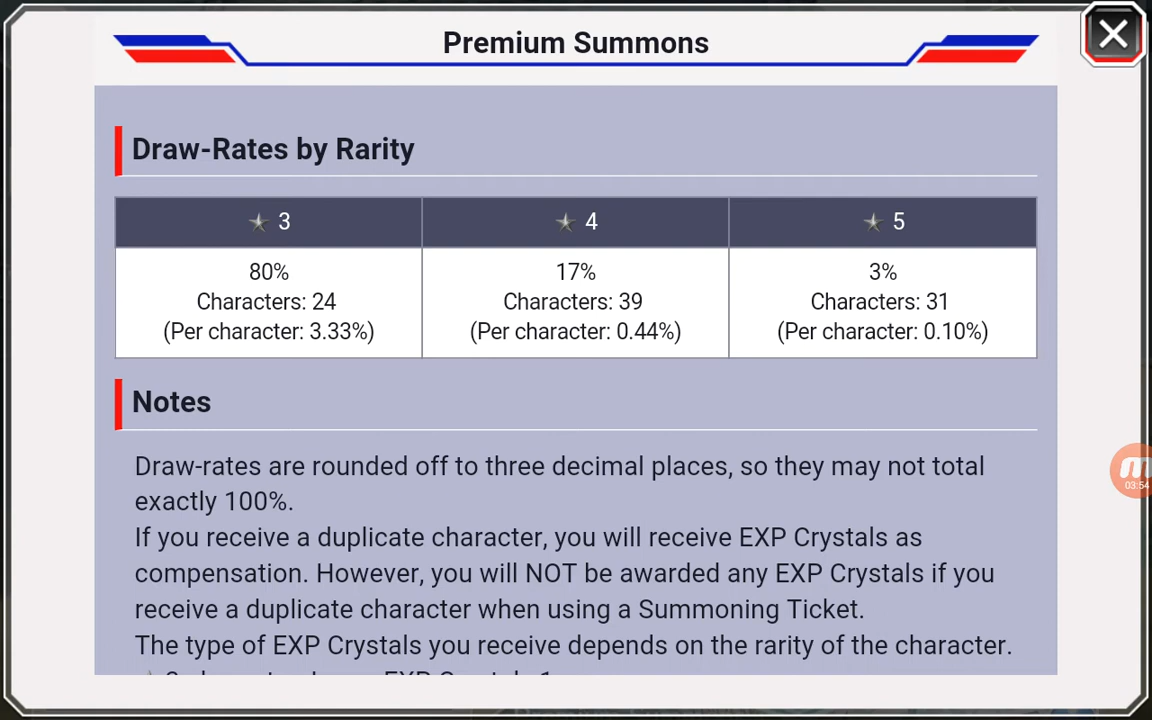 Premium Summons
Draw-Rates by Rarity
3
4
5
80%
17%
3%
Characters: 24
Characters: 39
Characters: 31
(Per character: 3.33%)
(Per character: 0.44%)
(Per character: 0.10%)
Notes
Draw-rates are rounded off to three decimal places, so they may not total
exactly 100%.
If you receive a duplicate character, you will receive EXP Crystals as
compensation. However, you will NOT be awarded any EXP Crystals if you
receive a duplicate character when using a Summoning Ticket.
The type of EXP Crystals you receive depends on the rarity of the character.
03:54